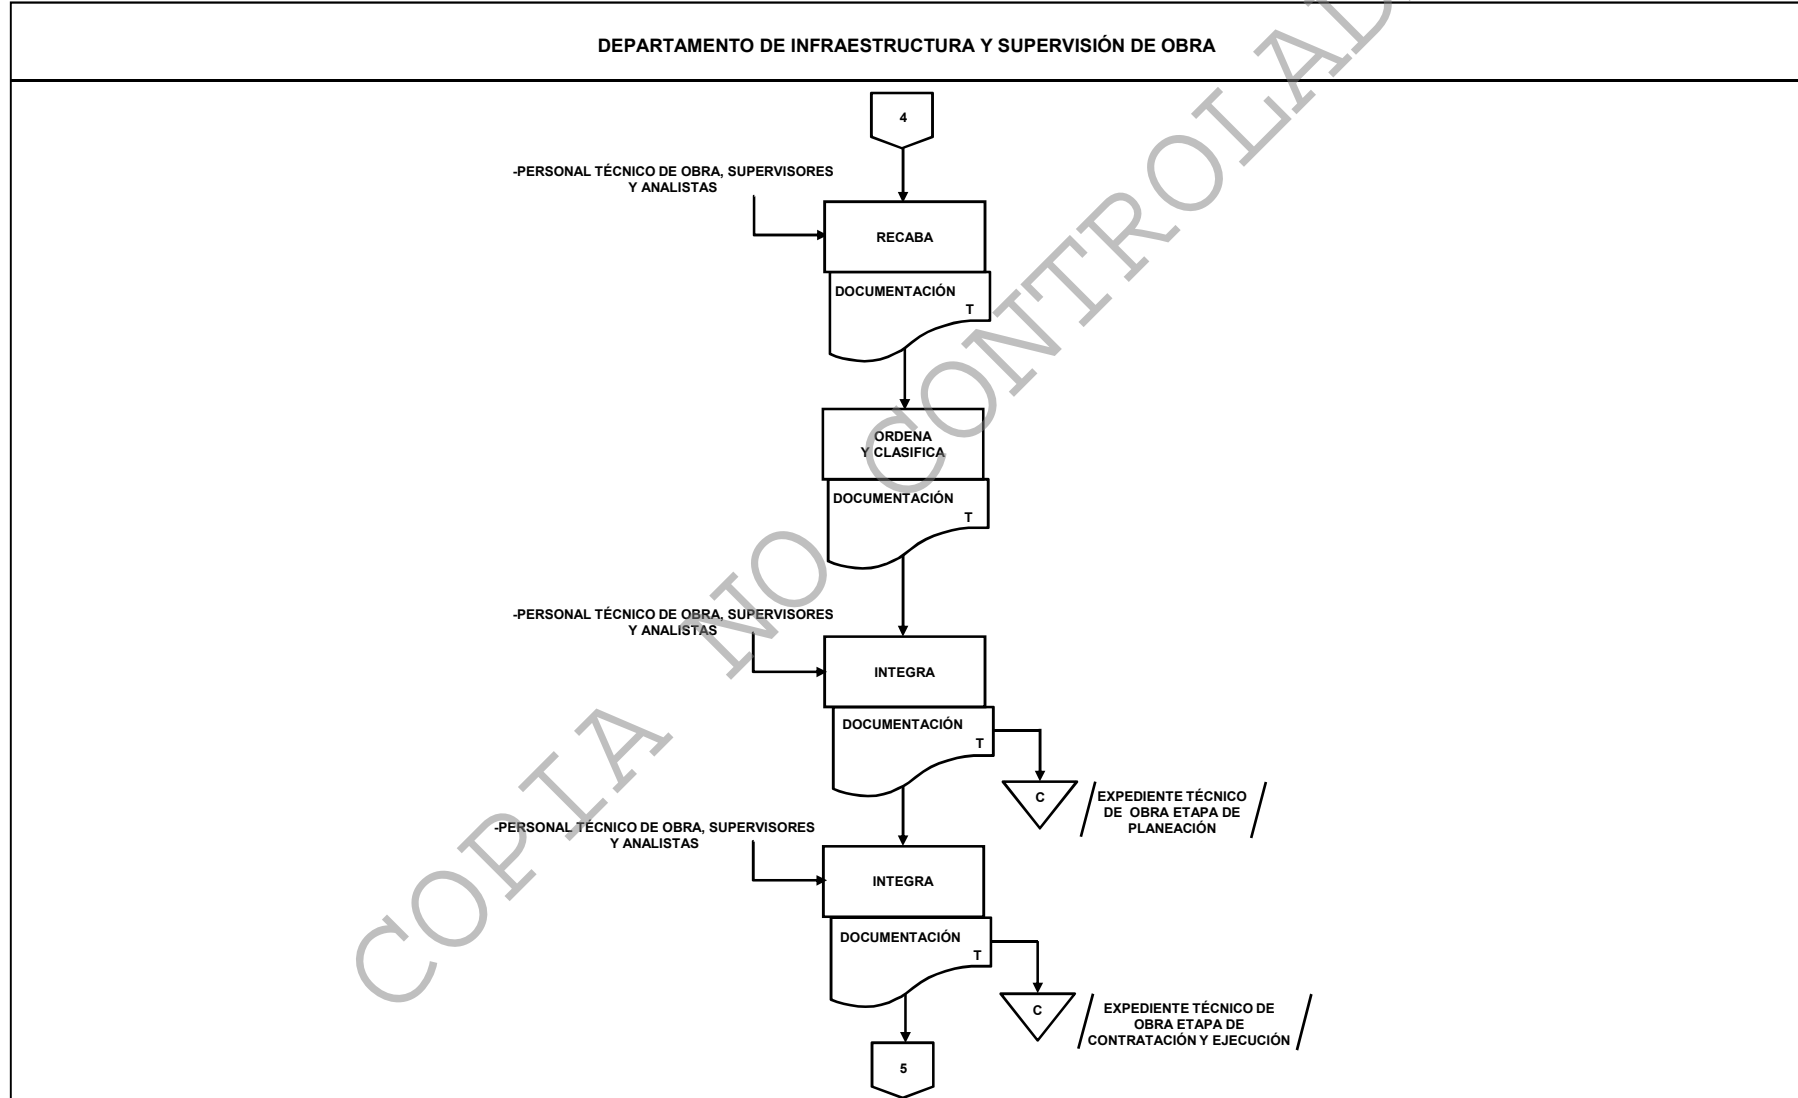 DEPARTAMENTO DE INFRAESTRUCTURA Y SUPERVISIÓN DE OBRA
4
-PERSONAL TÉCNICO DE OBRA, SUPERVISORES
Y ANALISTAS
RECABA
DOCUMENTACIÓN
T
ORDENA
Y CLASIFICA
DOCUMENTACIÓN
T
-PERSONAL TÉCNICO DE OBRA, SUPERVISORES
Y ANALISTAS
INTEGRA
DOCUMENTACIÓN
T
C
EXPEDIENTE TÉCNICO
DE OBRA ETAPA DE
PLANEACIÓN
-PERSONAL TÉCNICO DE OBRA, SUPERVISORES
Y ANALISTAS
INTEGRA
DOCUMENTACIÓN
T
C
EXPEDIENTE TÉCNICO DE
OBRA ETAPA DE
CONTRATACIÓN Y EJECUCIÓN
5
COPIA NO CONTROLAD